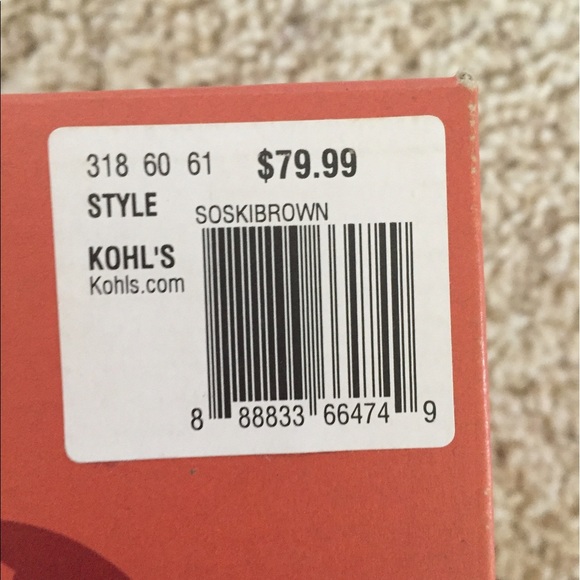 318 60 61 $79.99
STYLE SOSKIBROWN
KOHL'S
Kohls.com
8 88833 66474 9